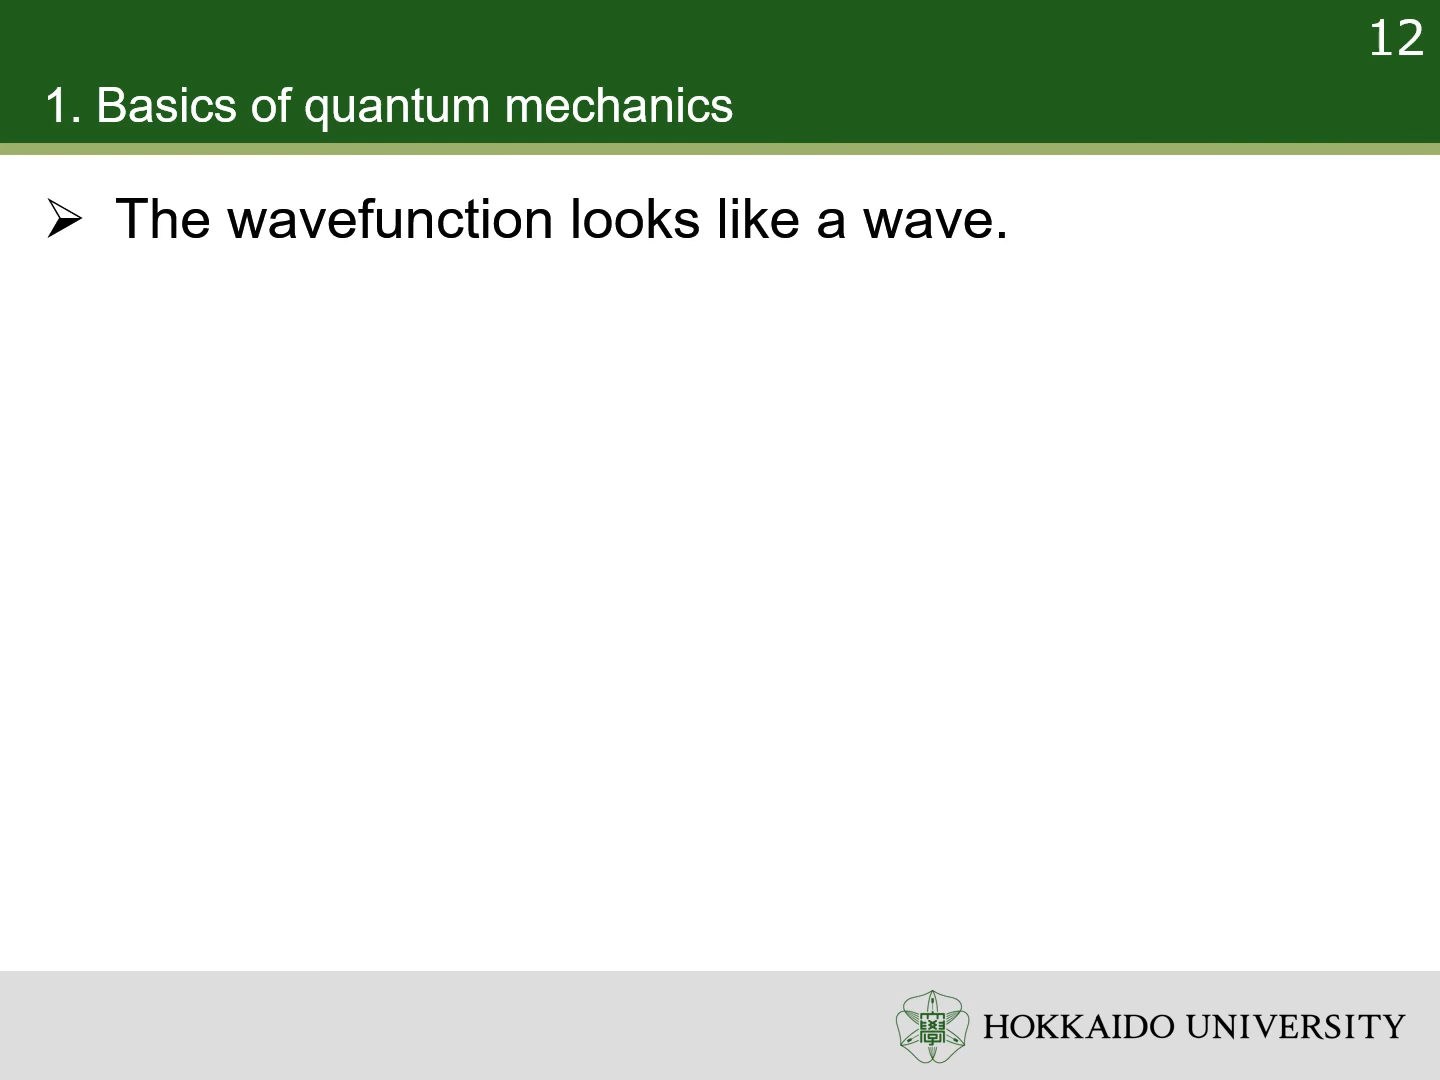 12
1. Basics of quantum mechanics
➢ The wavefunction looks like a wave.
HOKKAIDO UNIVERSITY